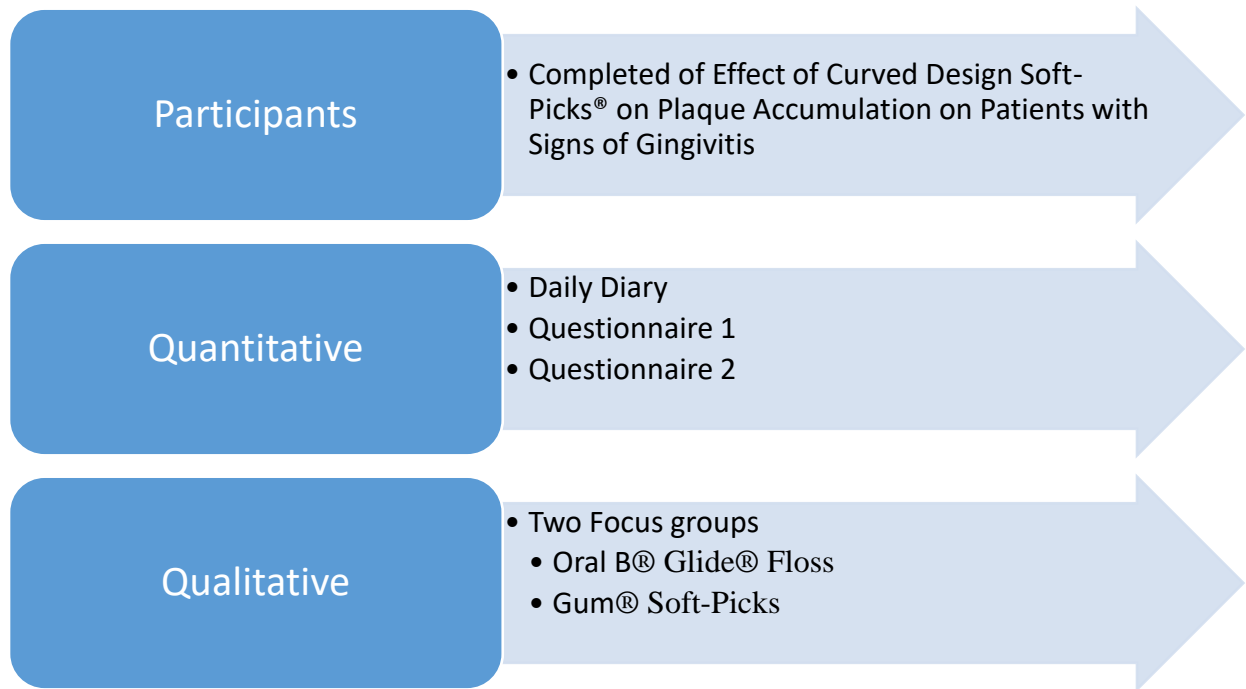 Participants
• Completed of Effect of Curved Design Soft-
Picks® on Plaque Accumulation on Patients with
Signs of Gingivitis
Quantitative
• Daily Diary
• Questionnaire 1
• Questionnaire 2
Qualitative
• Two Focus groups
• Oral B® Glide® Floss
• Gum® Soft-Picks